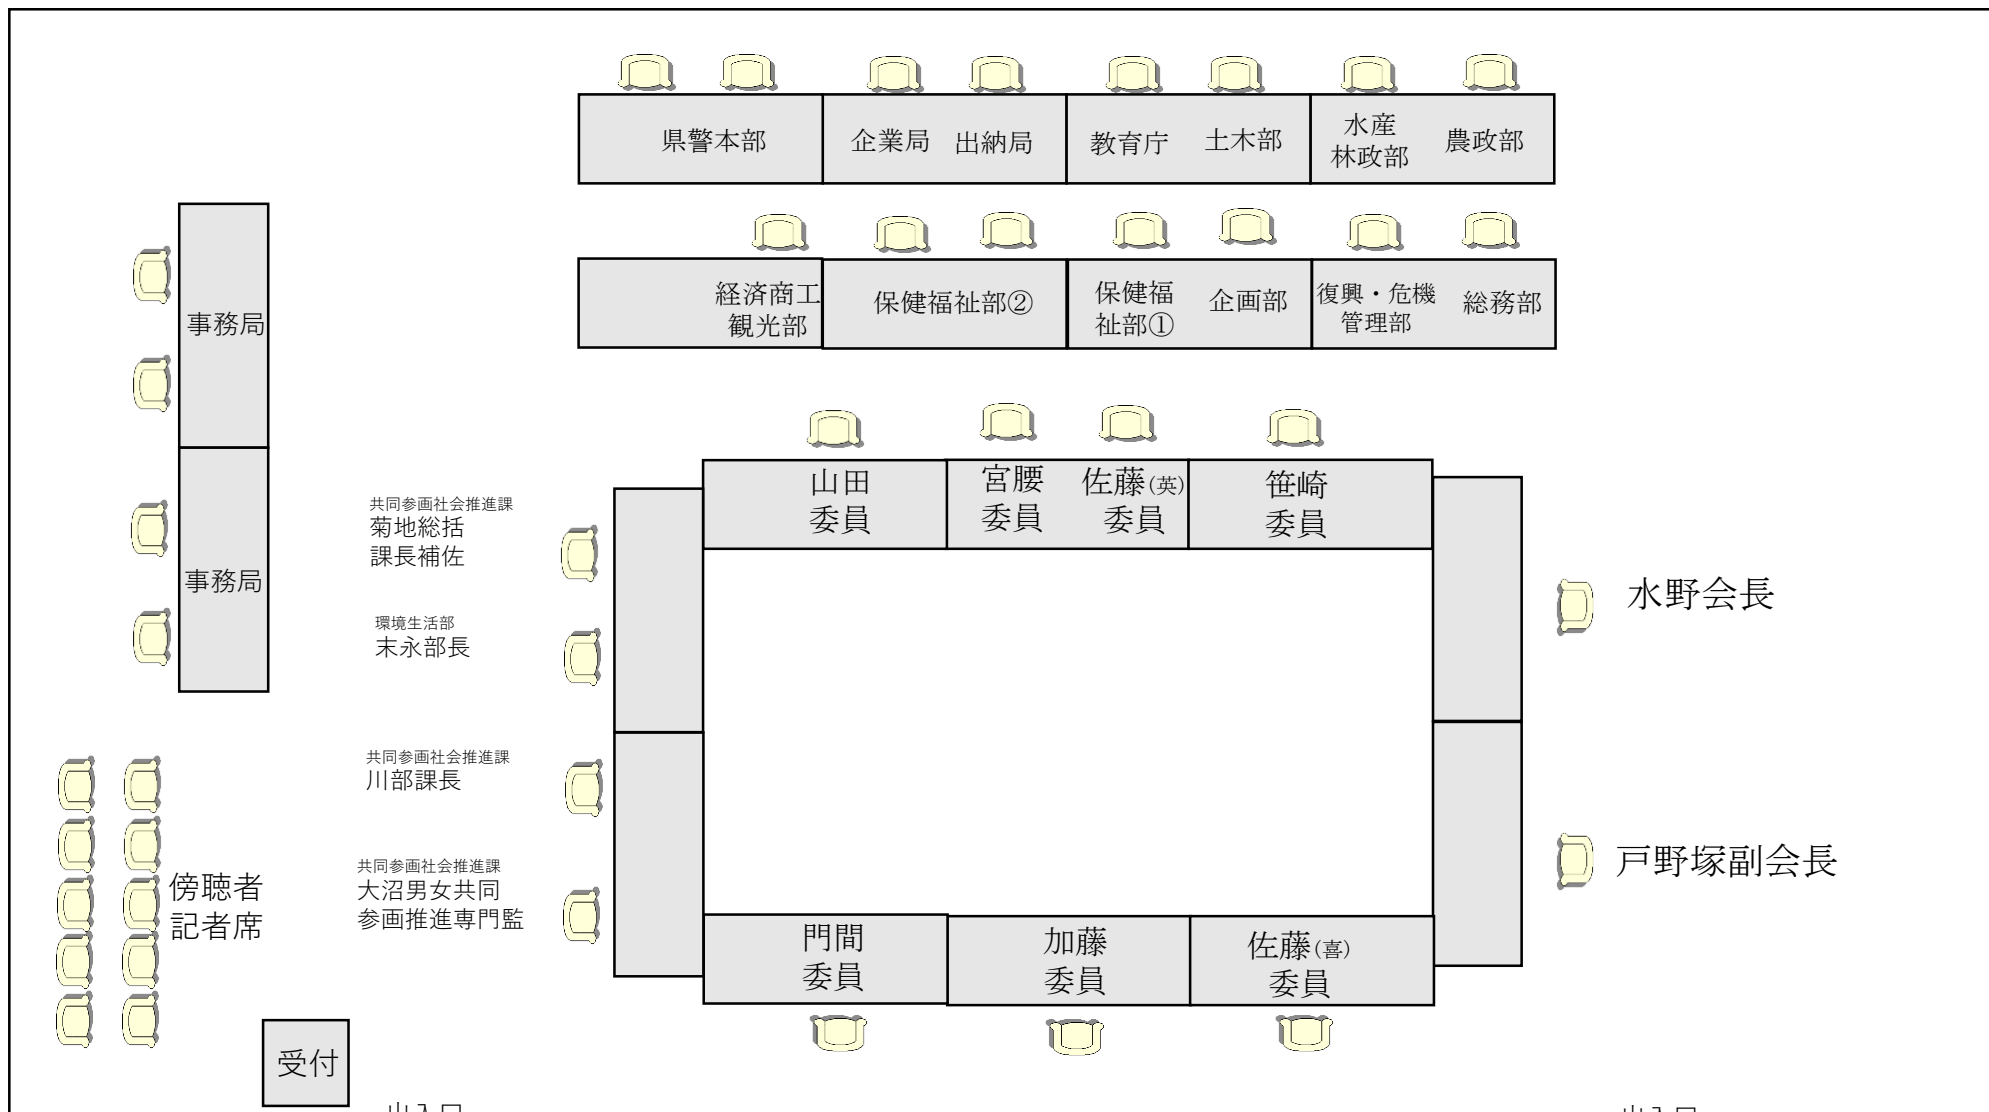 県警本部
企業局
出納局
教育庁
土木部
水産
林政部
農政部
経済商工
観光部
保健福祉部②
保健福
祉部①
企画部
復興・危機
管理部
総務部
事務局
事務局
山田
委員
宮腰
委員
佐藤(英)
委員
笹崎
委員
共同参画社会推進課
菊地総括
課長補佐
環境生活部
末永部長
共同参画社会推進課
川部課長
共同参画社会推進課
大沼男女共同
参画推進専門監
水野会長
戸野塚副会長
傍聴者
記者席
門間
委員
加藤
委員
佐藤(喜)
委員
受付
出入口
出入口